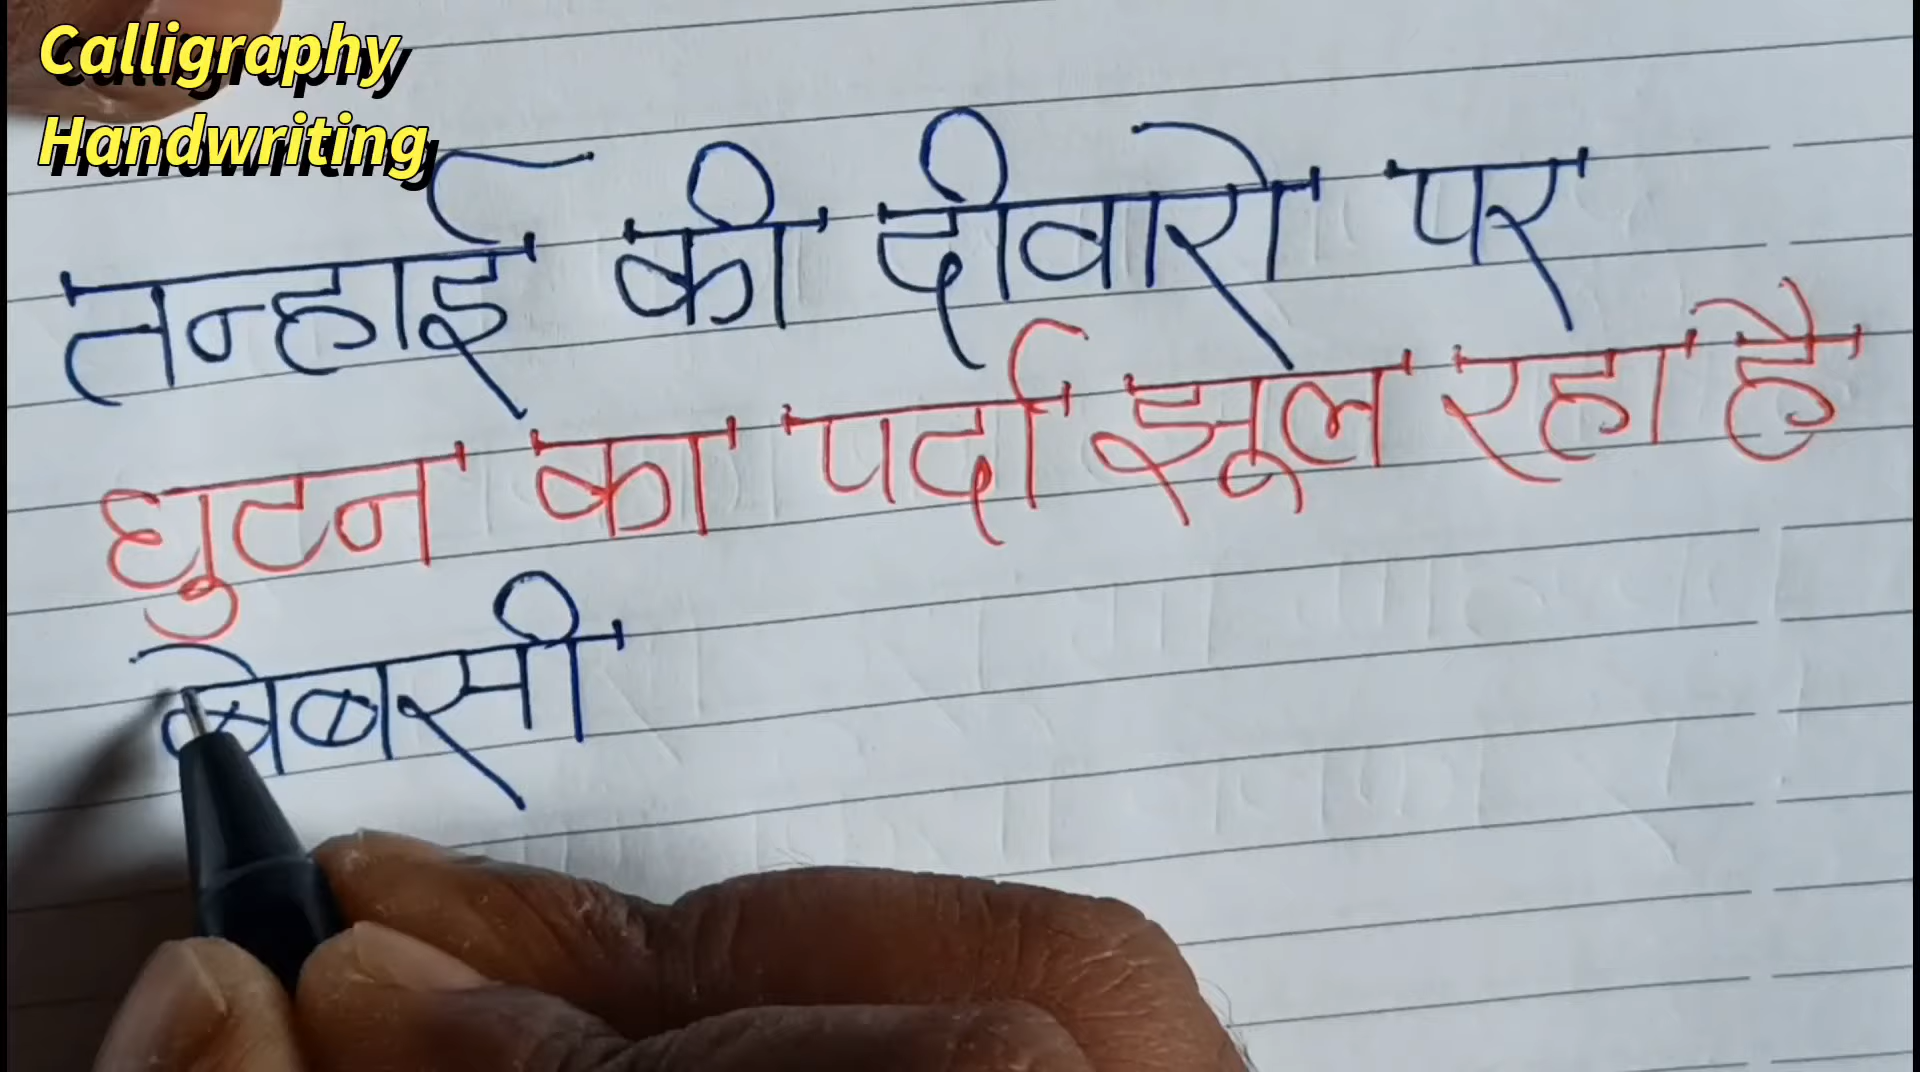 Calligraphy
Handwriting
तन्हाई की दीवारो पर
घुटन का पर्दा झूल रहा है
बेबसी